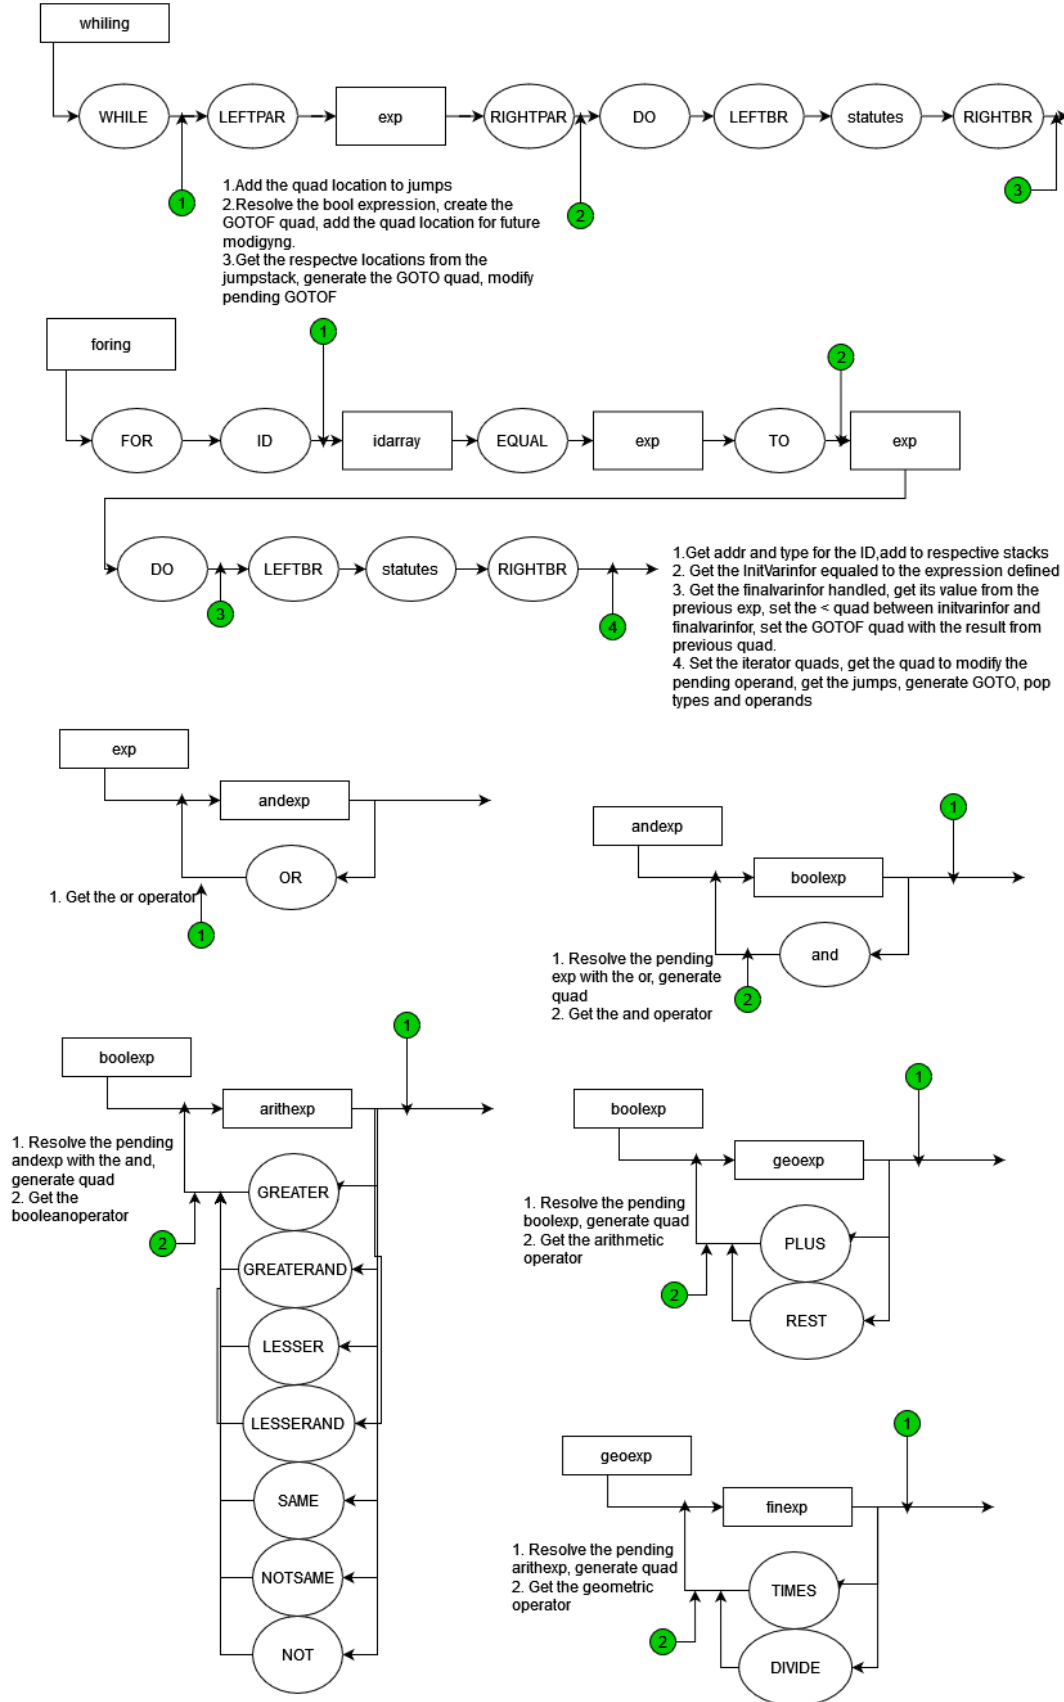 whiling
WHILE
LEFTPAR
exp
RIGHTPAR
DO
LEFTBR
statutes
RIGHTBR
1
2
3
1.Add the quad location to jumps
2.Resolve the bool expression, create the
GOTOF quad, add the quad location for future
modigyng.
3.Get the respectve locations from the
jumpstack, generate the GOTO quad, modify
pending GOTOF
foring
1
2
FOR
ID
idarray
EQUAL
exp
TO
exp
DO
LEFTBR
statutes
RIGHTBR
3
4
1.Get addr and type for the ID,add to respective stacks
2. Get the InitVarinfor equaled to the expression defined
3. Get the finalvarinfor handled, get its value from the
previous exp, set the < quad between initvarinfor and
finalvarinfor, set the GOTOF quad with the result from
previous quad.
4. Set the iterator quads, get the quad to modify the
pending operand, get the jumps, generate GOTO, pop
types and operands
exp
andexp
OR
1. Get the or operator
1
andexp
1
boolexp
and
2
1. Resolve the pending
exp with the or, generate
quad
2. Get the and operator
boolexp
1
arithexp
1. Resolve the pending
andexp with the and,
generate quad
2. Get the
booleanoperator
2
GREATER
GREATERAND
LESSER
LESSERAND
SAME
NOTSAME
NOT
boolexp
1
geoexp
1. Resolve the pending
boolexp, generate quad
2. Get the arithmetic
operator
2
PLUS
REST
geoexp
1
finexp
1. Resolve the pending
arithexp, generate quad
2. Get the geometric
operator
2
TIMES
DIVIDE